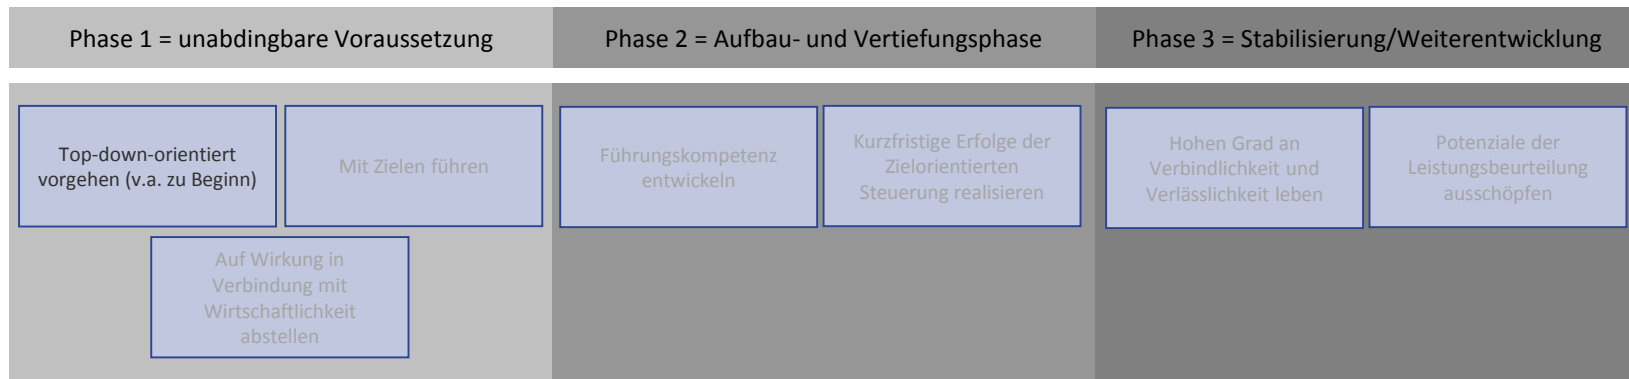 Phase 1 = unabdingbare Voraussetzung
Phase 2 = Aufbau- und Vertiefungsphase
Phase 3 = Stabilisierung/Weiterentwicklung
Top-down-orientiert
vorgehen (v.a. zu Beginn)
Mit Zielen führen
Auf Wirkung in
Verbindung mit
Wirtschaftlichkeit
abstellen
Führungskompetenz
entwickeln
Kurzfristige Erfolge der
Zielorientierten
Steuerung realisieren
Hohen Grad an
Verbindlichkeit und
Verlässlichkeit leben
Potenziale der
Leistungsbeurteilung
ausschöpfen